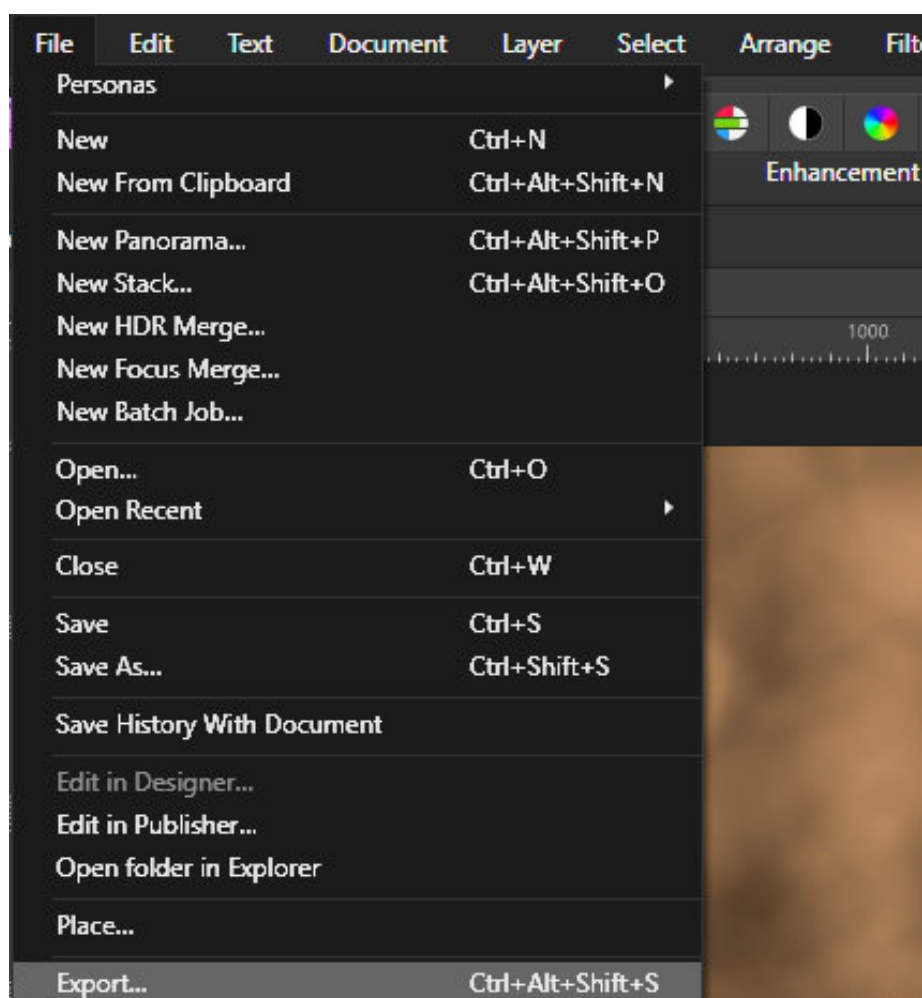 File Edit Text Document Layer Select Arrange
Personas
New Ctrl+N
Enhancement
New From Clipboard Ctrl+Alt+Shift+N
New Panorama... Ctrl+Alt+Shift+P
New Stack... Ctrl+Alt+Shift+O
New HDR Merge...
1000
New Focus Merge...
New Batch Job...
Open... Ctrl+O
Open Recent
Close Ctrl+W
Save Ctrl+S
Save As... Ctrl+Shift+S
Save History With Document
Edit in Designer...
Edit in Publisher...
Open folder in Explorer
Place...
Export... Ctrl+Alt+Shift+S